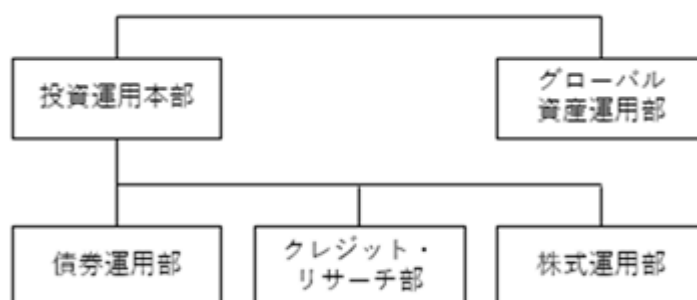 投資運用本部
グローバル
資産運用部
債券運用部
クレジット・
リサーチ部
株式運用部